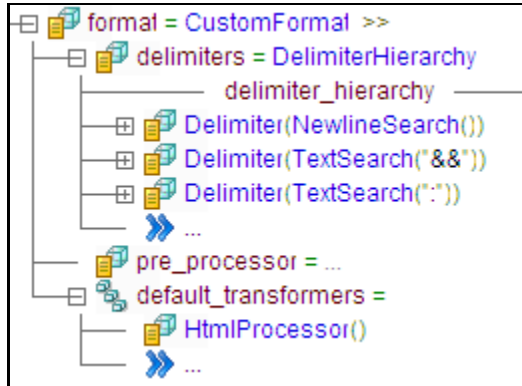 format = CustomFormat >>
delimiters = DelimiterHierarchy
delimiter_hierarchy
Delimiter(NewlineSearch())
Delimiter(TextSearch("&&"))
Delimiter(TextSearch(":"))
...
pre_processor = ...
default_transformers =
HtmlProcessor()
...